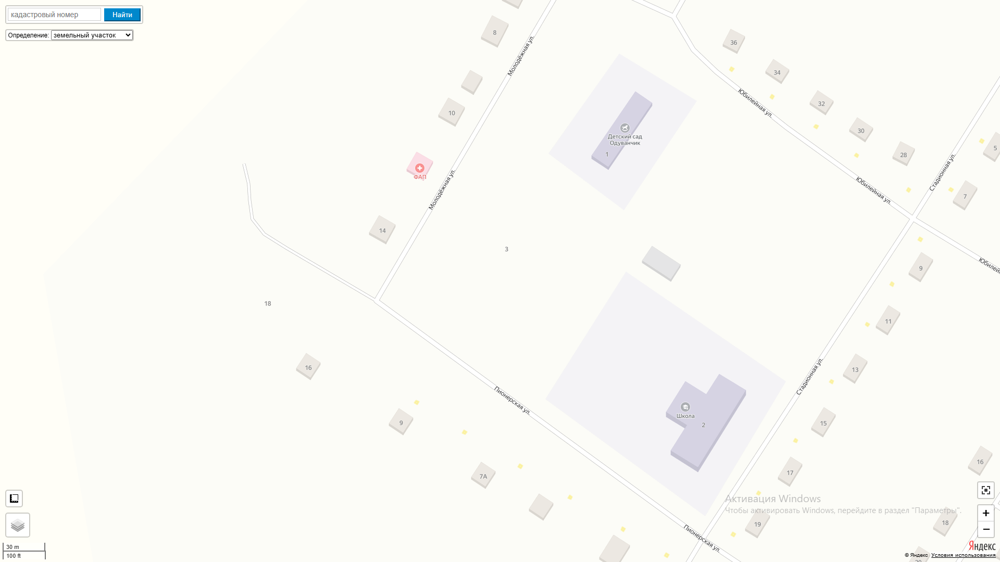 кадастровый номер
Найти
Определение:
земельный участок
8
Молодёжная ул.
36
34
Юбилейная ул.
32
10
30
Детский сад
Одуванчик
1
28
5
Стадионная ул.
ФАП
Молодёжная ул.
Юбилейная ул.
7
14
3
9
18
11
16
13
Стадионная ул.
Пионерская ул.
Школа
2
9
15
16
7А
17
Активация Windows
Чтобы активировать Windows, перейдите в раздел "Параметры".
19
18
+
−
Пионерская ул.
30 m
100 ft
Яндекс
© Яндекс Условия использования